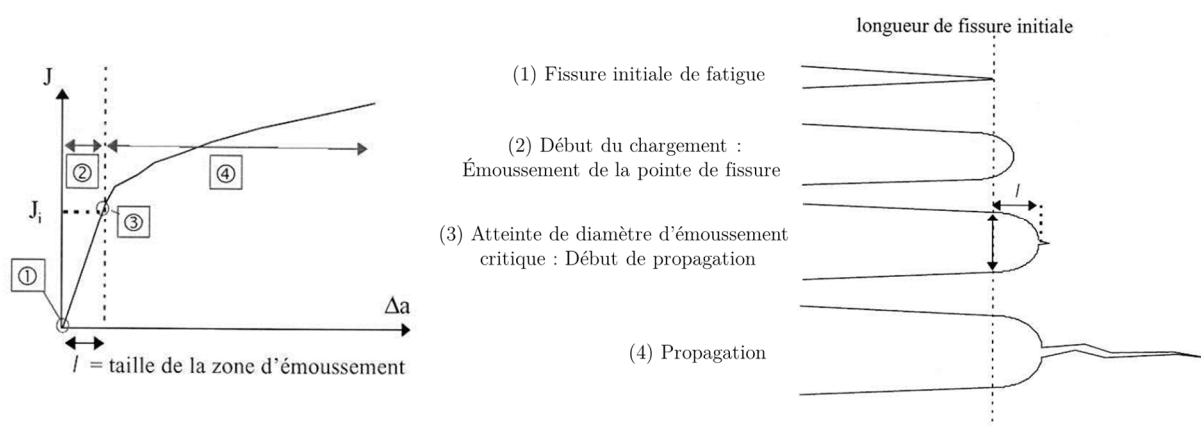 J
②
④
J_i
③
①
Δa
l = taille de la zone d'émoussement
longueur de fissure initiale
(1) Fissure initiale de fatigue
(2) Début du chargement :
Émoussement de la pointe de fissure
l
(3) Atteinte de diamètre d'émoussement
critique : Début de propagation
(4) Propagation